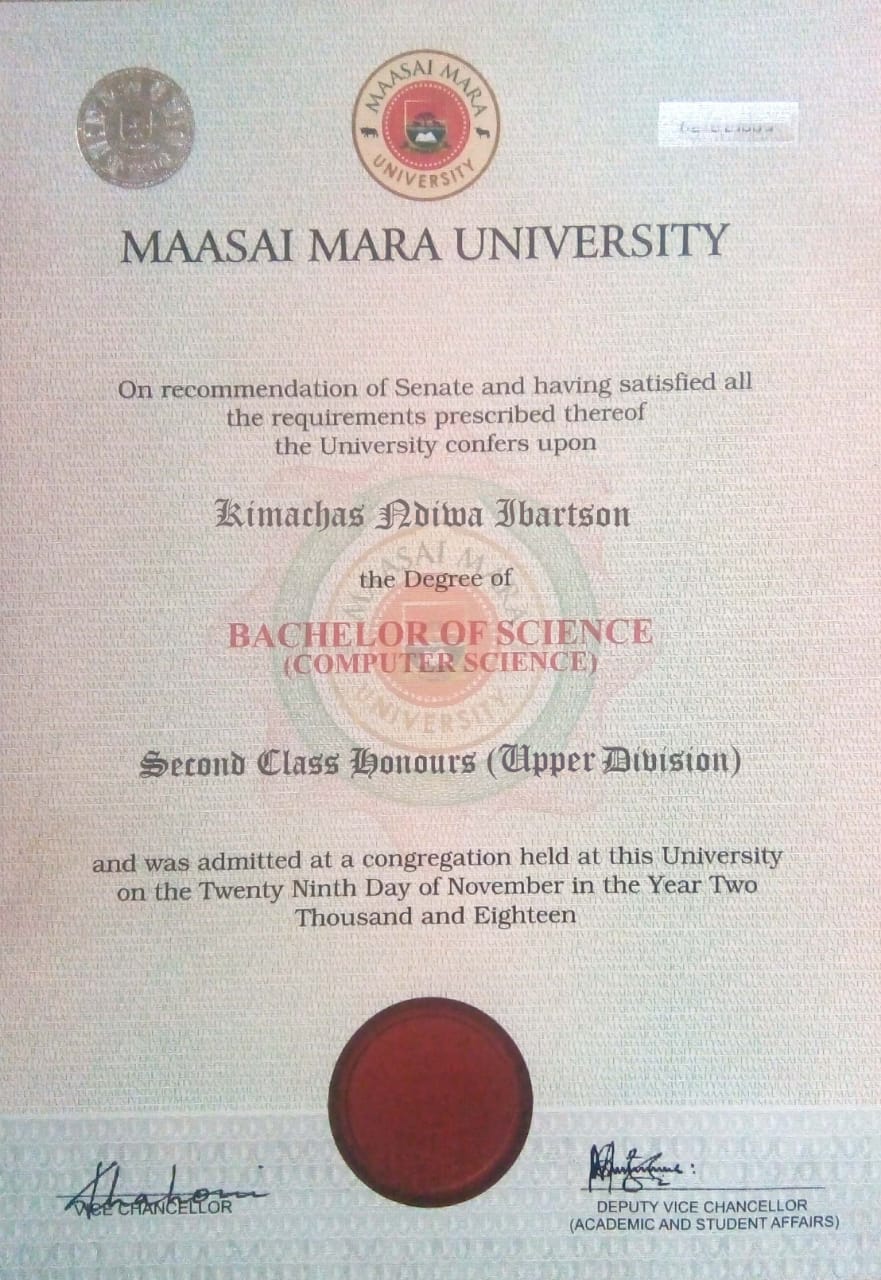 MAASAI MARA
UNIVERSITY
MAASAI MARA UNIVERSITY
On recommendation of Senate and having satisfied all
the requirements prescribed thereof
the University confers upon
Kimachas Ndiwa Ibartson
MAASAI MARA
the Degree of
BACHELOR OF SCIENCE
(COMPUTER SCIENCE)
UNIVERSITY
Second Class Honours (Upper Division)
and was admitted at a congregation held at this University
on the Twenty Ninth Day of November in the Year Two
Thousand and Eighteen
VICE CHANCELLOR
DEPUTY VICE CHANCELLOR
(ACADEMIC AND STUDENT AFFAIRS)